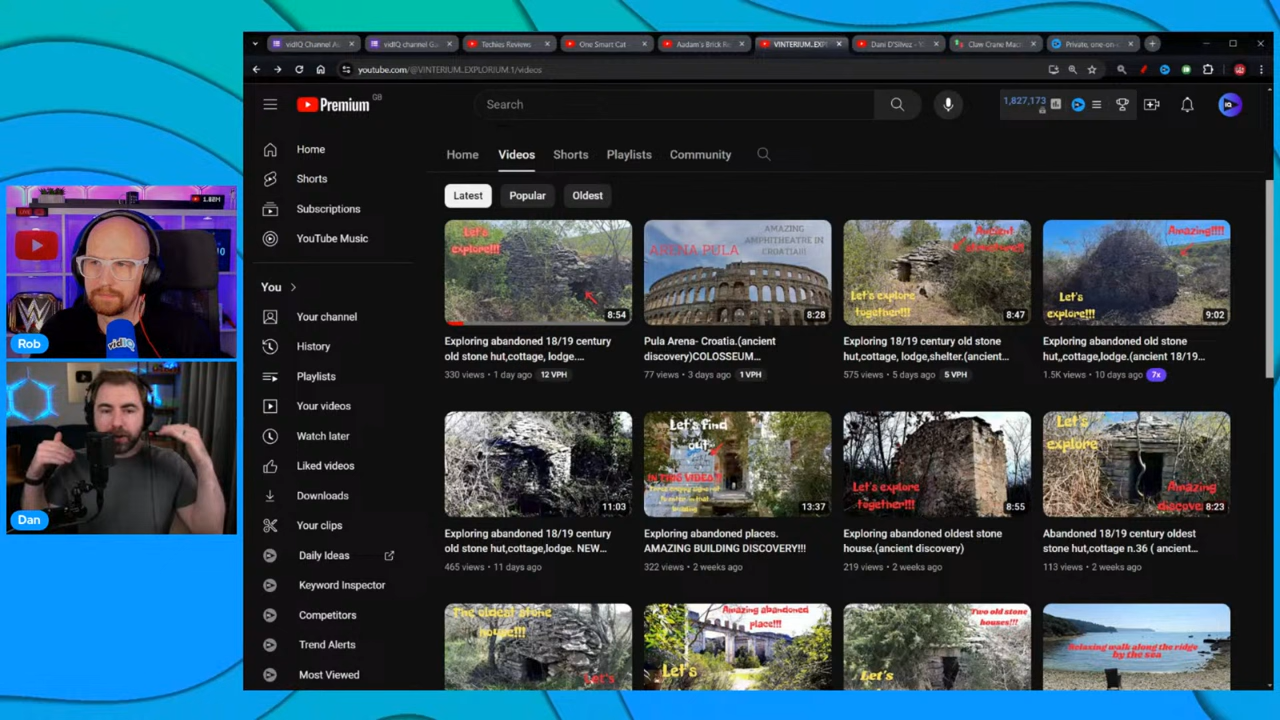 vidIQ Channel A
vidIQ channel G
Techies Reviews
One Smart Cat
Aadam's Brick R
VINTERIUM_EXP
Dani D'Silvez - Y
Claw Crane Mac
Private, one-on-
youtube.com/@VINTERIUM_EXPLORIUM.1/videos
Premium GB
Search
1,827,173
IQ
Home
Shorts
Subscriptions
YouTube Music
You
Your channel
History
Playlists
Your videos
Watch later
Liked videos
Downloads
Your clips
Daily Ideas
Keyword Inspector
Competitors
Trend Alerts
Most Viewed
Home Videos Shorts Playlists Community
Latest Popular Oldest
Let's
explore!!!
8:54
ARENA PULA
AMAZING
AMPHITHEATRE IN
CROATIA!!!
8:28
Ancient
Let's explore
together!!!
8:47
Amazing!!!!
Let's
explore!!!
9:02
Exploring abandoned 18/19 century
old stone hut,cottage, lodge....
330 views • 1 day ago 12 VPH
Pula Arena- Croatia.(ancient
discovery)COLOSSEUM...
77 views • 3 days ago 1 VPH
Exploring 18/19 century old stone
hut,cottage, lodge,shelter.(ancient...
575 views • 5 days ago 5 VPH
Exploring abandoned old stone
hut,,cottage,lodge.(ancient 18/19...
1.5K views • 10 days ago 7x
11:03
Let's find
out
13:37
Let's explore
together!!!
8:55
Let's
explore
Amazing
8:23
Exploring abandoned 18/19 century
old stone hut,cottage,lodge. NEW...
465 views • 11 days ago
Exploring abandoned places.
AMAZING BUILDING DISCOVERY!!!
322 views • 2 weeks ago
Exploring abandoned oldest stone
house.(ancient discovery)
219 views • 2 weeks ago
Abandoned 18/19 century oldest
stone hut,cottage n.36 ( ancient...
113 views • 2 weeks ago
The oldest stone
house!!!
Let's
Amazing abandoned
place!!!
Let's
Two old stone
houses!!!
Let's
Relaxing walk along the ridge
by the sea
1.83M
Rob
vidIQ
Dan